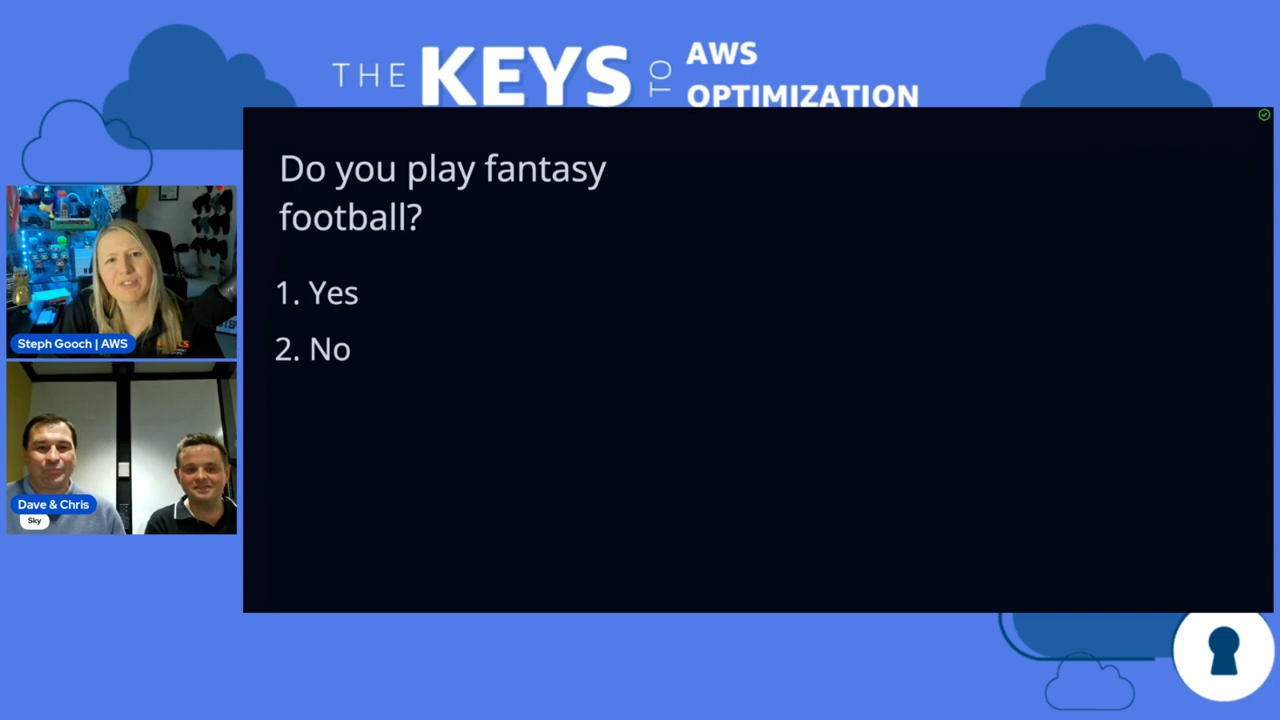 THE KEYS TO AWS OPTIMIZATION
Do you play fantasy
football?
1. Yes
2. No
Steph Gooch | AWS
Dave & Chris
Sky